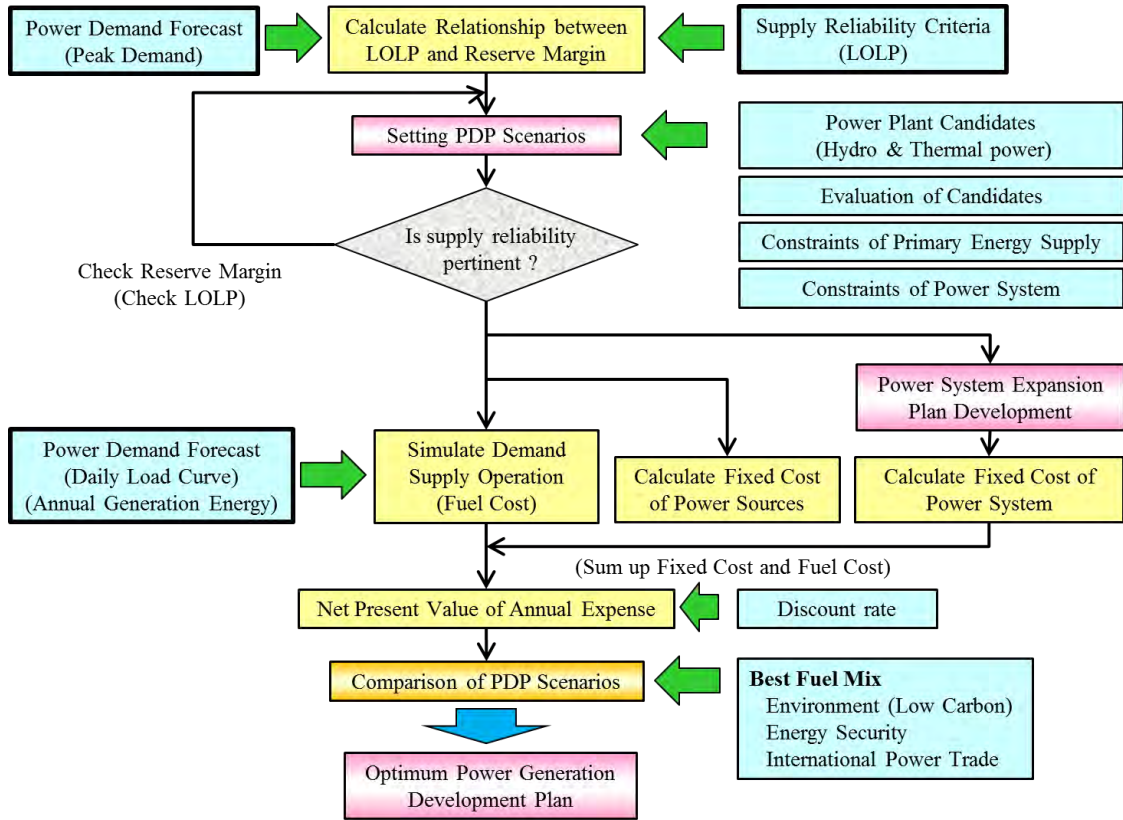 Power Demand Forecast
(Peak Demand)
Calculate Relationship between
LOLP and Reserve Margin
Supply Reliability Criteria
(LOLP)
Setting PDP Scenarios
Power Plant Candidates
(Hydro & Thermal power)
Evaluation of Candidates
Constraints of Primary Energy Supply
Constraints of Power System
Is supply reliability
pertinent ?
Check Reserve Margin
(Check LOLP)
Power System Expansion
Plan Development
Power Demand Forecast
(Daily Load Curve)
(Annual Generation Energy)
Simulate Demand
Supply Operation
(Fuel Cost)
Calculate Fixed Cost
of Power Sources
Calculate Fixed Cost of
Power System
(Sum up Fixed Cost and Fuel Cost)
Net Present Value of Annual Expense
Discount rate
Comparison of PDP Scenarios
Best Fuel Mix
Environment (Low Carbon)
Energy Security
International Power Trade
Optimum Power Generation
Development Plan